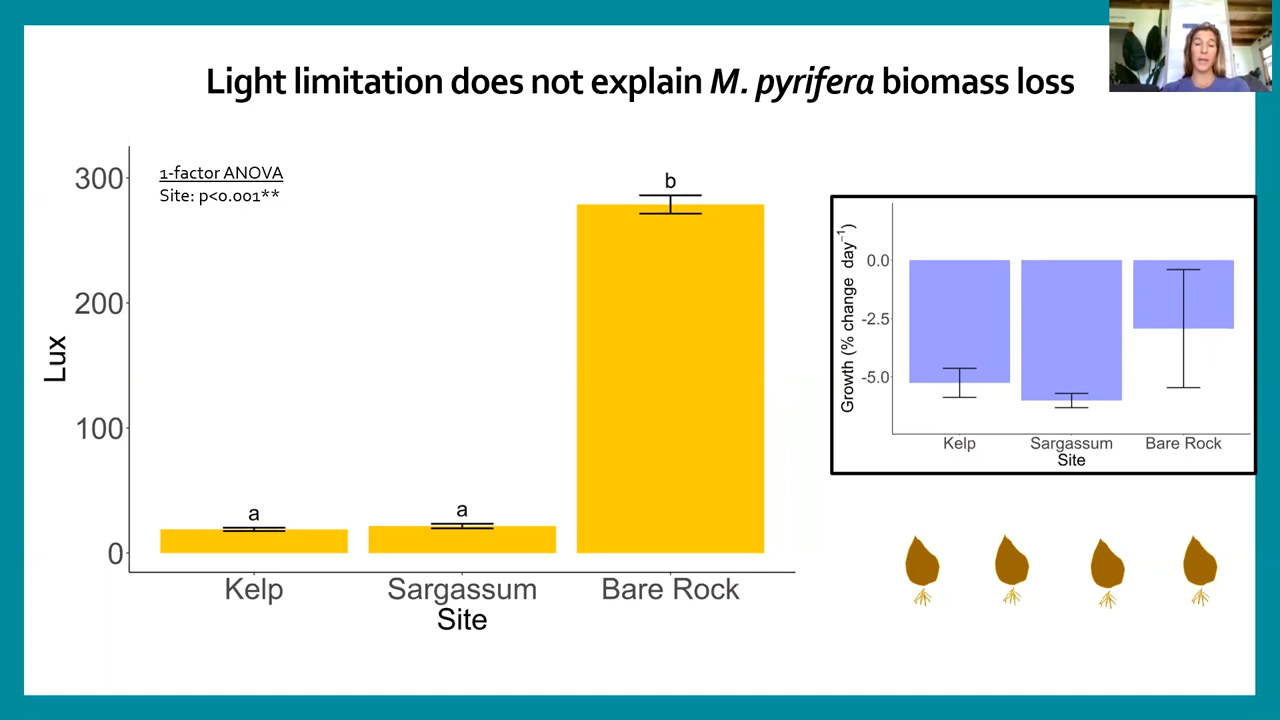 Light limitation does not explain M. pyrifera biomass loss
1-factor ANOVA
Site: p<0.001**
300
200
100
0
Lux
a
a
b
Kelp
Sargassum
Bare Rock
Site
Growth (% change day⁻¹)
0.0
-2.5
-5.0
Kelp
Sargassum
Bare Rock
Site